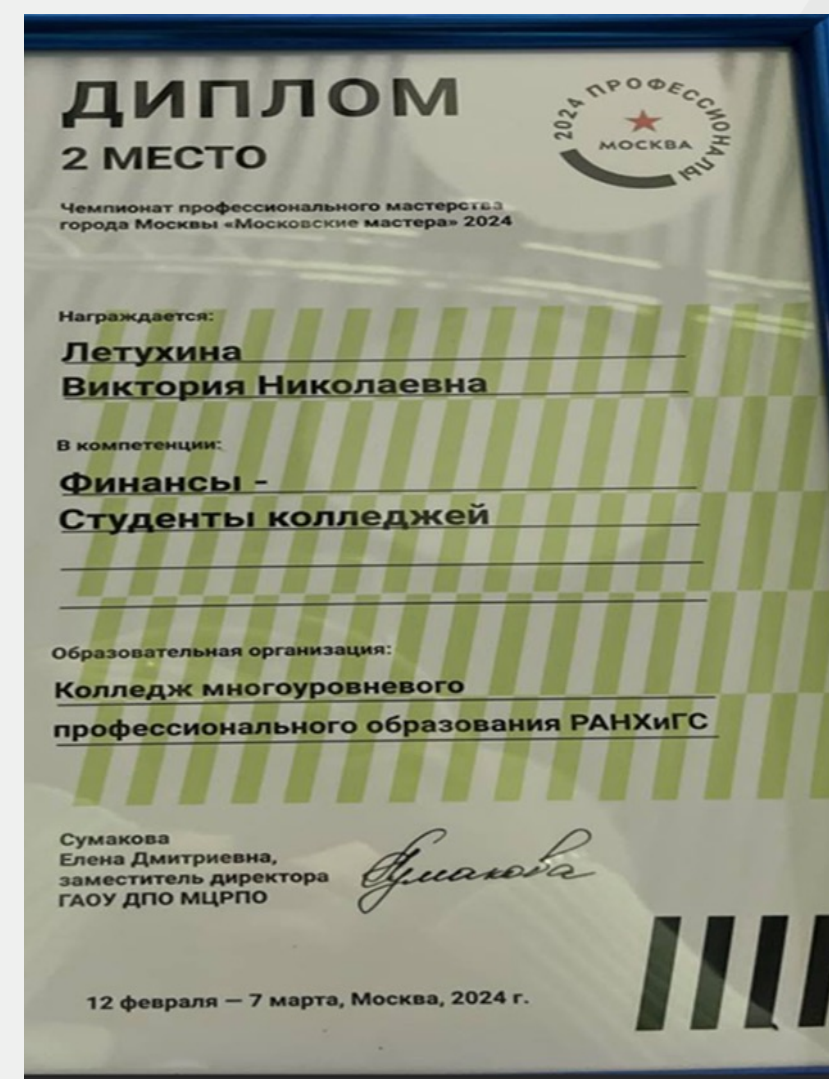 ДИПЛОМ
2 МЕСТО
2024 ПРОФЕССИОНАЛЫ
МОСКВА
Чемпионат профессионального мастерства
города Москвы «Московские мастера» 2024
Награждается:
Летухина
Виктория Николаевна
В компетенции:
Финансы -
Студенты колледжей
Образовательная организация:
Колледж многоуровневого
профессионального образования РАНХиГС
Сумакова
Елена Дмитриевна,
заместитель директора
ГАОУ ДПО МЦРПО
Сумакова
12 февраля — 7 марта, Москва, 2024 г.